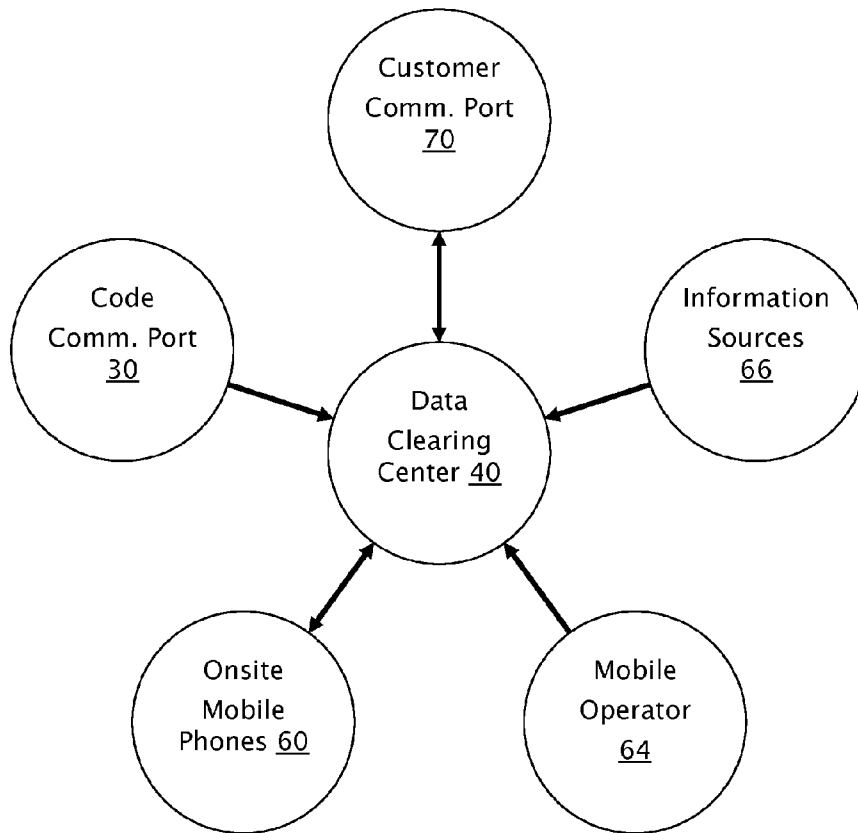 Customer
Comm. Port
70
Code
Comm. Port
30
Information
Sources
66
Data
Clearing
Center 40
Onsite
Mobile
Phones 60
Mobile
Operator
64